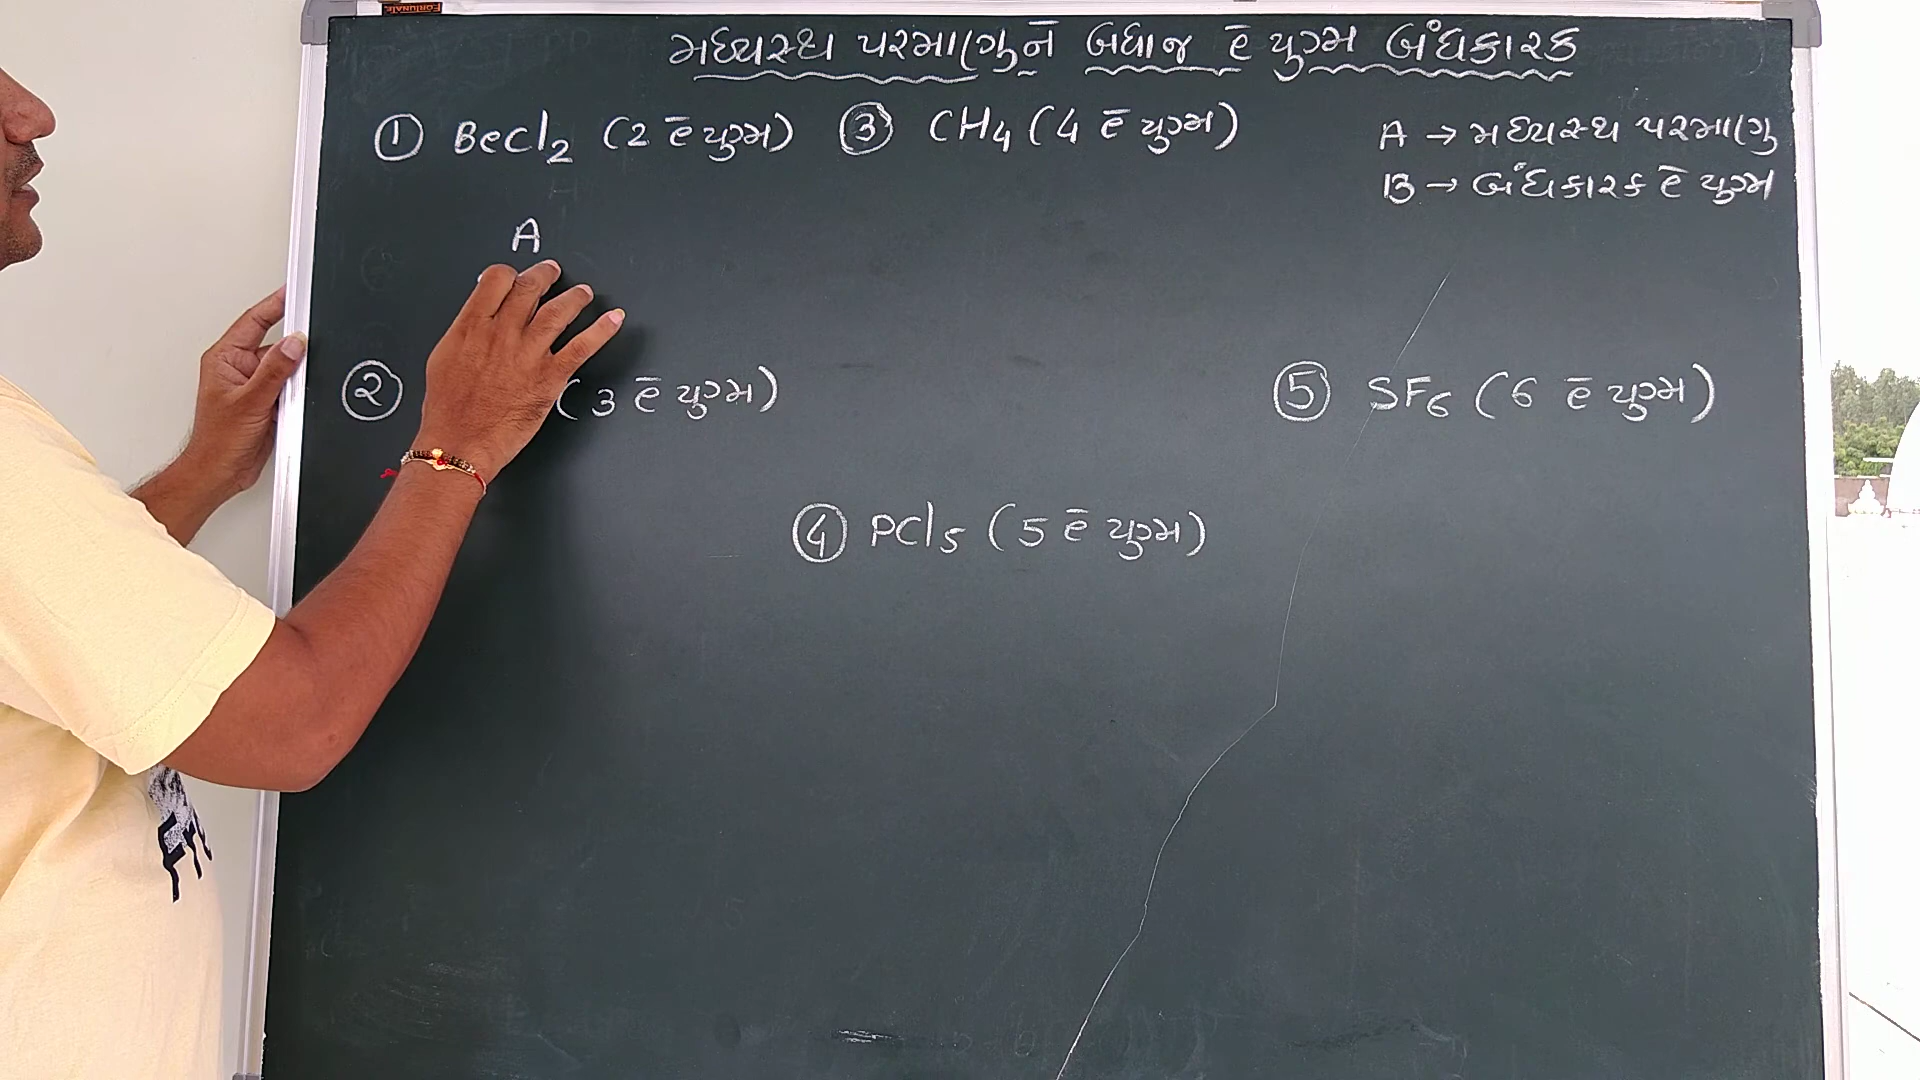 મધ્યસ્થ પરમાણુને બધાજ ē યુગ્મ બંધકારક
① BeCl₂ (2 ē યુગ્મ)
③ CH₄ (4 ē યુગ્મ)
A → મધ્યસ્થ પરમાણુ
B → બંધકારક ē યુગ્મ
A
② (3 ē યુગ્મ)
⑤ SF₆ (6 ē યુગ્મ)
④ PCl₅ (5 ē યુગ્મ)